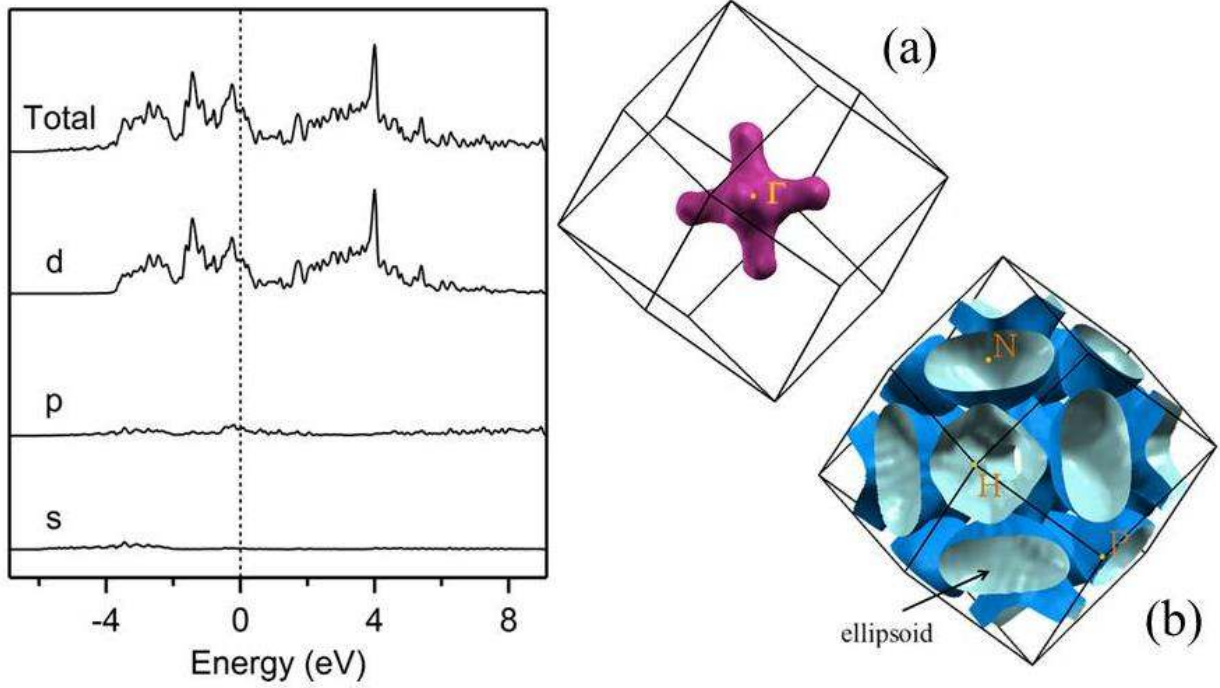 Total
d
p
s
-4 0 4 8
Energy (eV)
(a)
Γ
N
H
P
ellipsoid
(b)